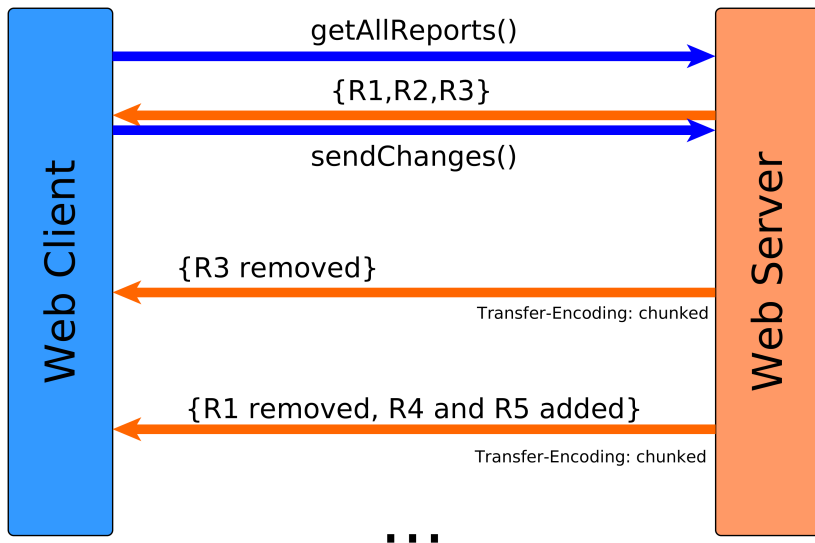 getAllReports()
{R1,R2,R3}
sendChanges()
Web Client
Web Server
{R3 removed}
Transfer-Encoding: chunked
{R1 removed, R4 and R5 added}
Transfer-Encoding: chunked
...